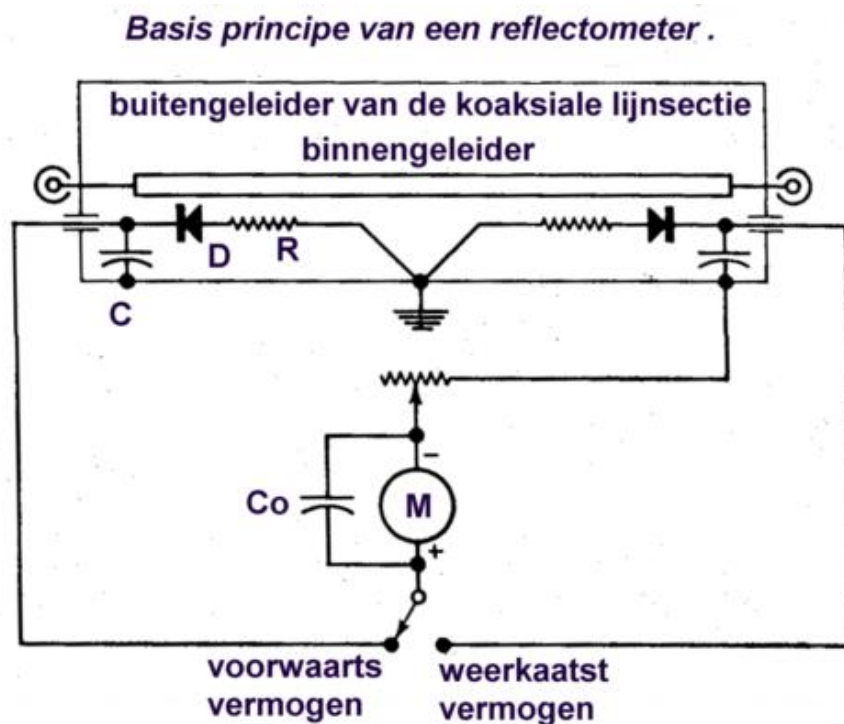 Basis principe van een reflectometer .
buitengeleider van de koaksiale lijnsectie
binnengeleider
D
R
C
-
Co
M
+
voorwaarts
vermogen
weerkaatst
vermogen